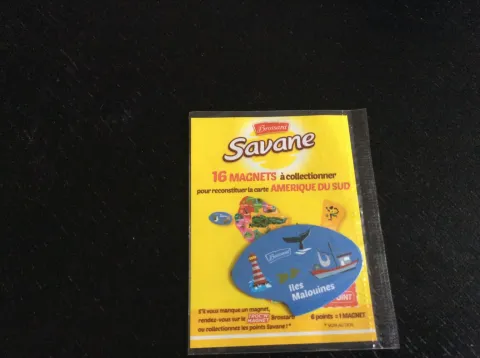 Brossard
Savane
16 MAGNETS à collectionner
pour reconstituer la carte AMERIQUE DU SUD
Brossard
Iles
Malouines
S'il vous manque un magnet,
rendez-vous sur le Brossard
ou collectionnez les points Savane !*
6 points = 1 MAGNET